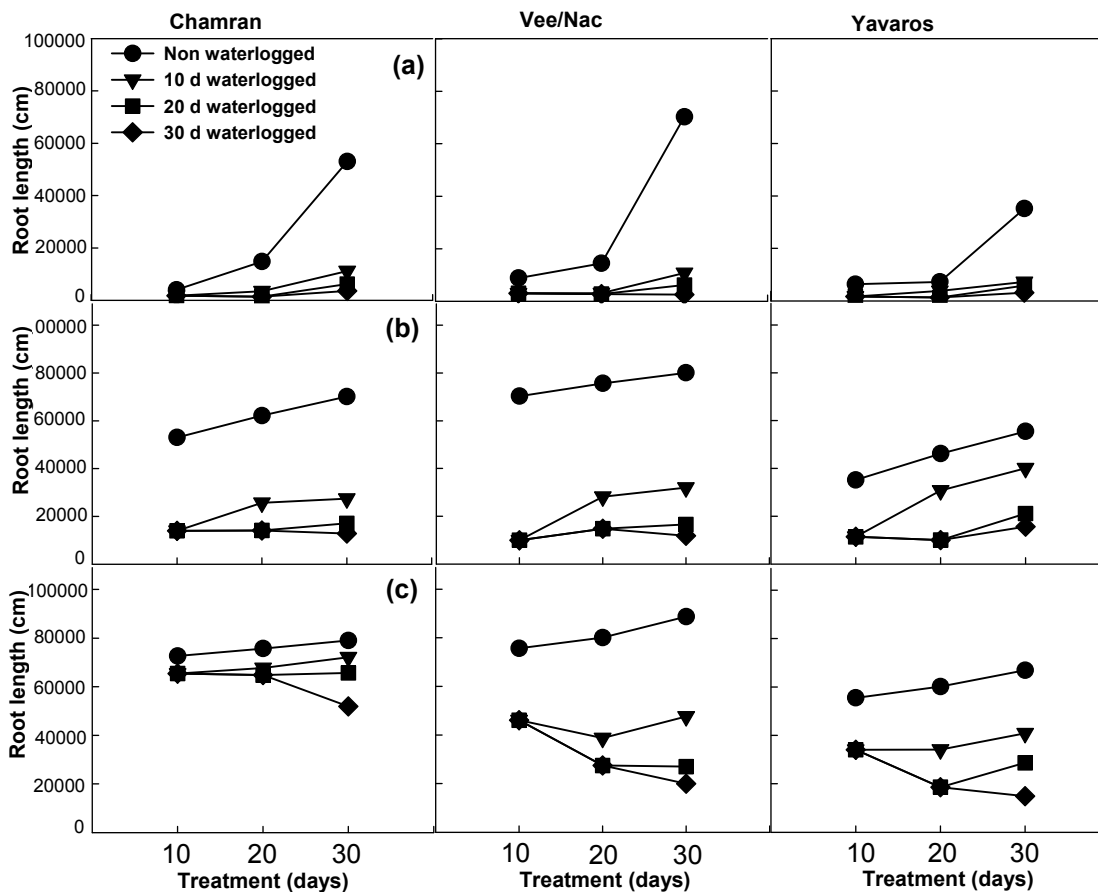 Chamran Vee/Nac Yavaros
100000
80000
60000
40000
20000
0
Root length (cm)
Non waterlogged
10 d waterlogged
20 d waterlogged
30 d waterlogged
(a)
00000
80000
60000
40000
20000
0
Root length (cm)
(b)
100000
80000
60000
40000
20000
0
Root length (cm)
(c)
10 20 30 10 20 30 10 20 30
Treatment (days) Treatment (days) Treatment (days)